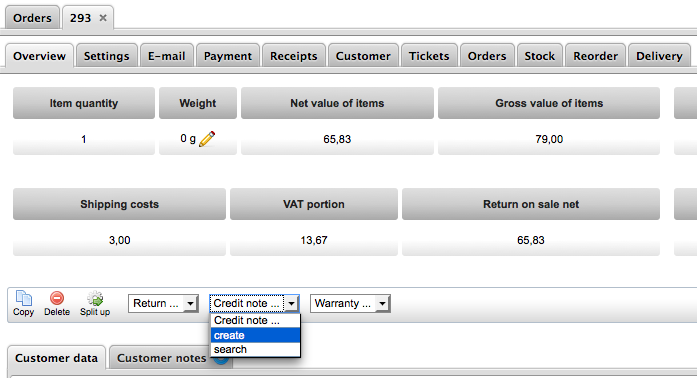 Orders 293 ×
Overview Settings E-mail Payment Receipts Customer Tickets Orders Stock Reorder Delivery
Item quantity Weight Net value of items Gross value of items
1 0 g 65,83 79,00
Shipping costs VAT portion Return on sale net
3,00 13,67 65,83
Copy Delete Split up Return ... Credit note ... Warranty ...
Credit note ...
create
search
Customer data Customer notes